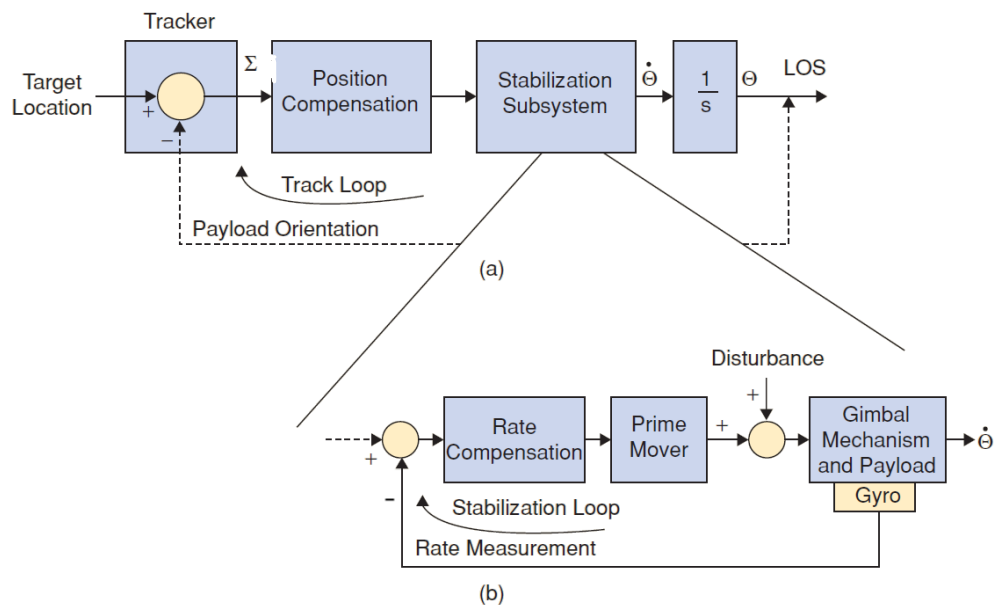 Tracker
Target
Location
+
−
Σ
Position
Compensation
Stabilization
Subsystem
Θ̇
1
s
Θ
LOS
Track Loop
Payload Orientation
(a)
Disturbance
+
+
-
Rate
Compensation
Prime
Mover
+
Gimbal
Mechanism
and Payload
Θ̇
Gyro
Stabilization Loop
Rate Measurement
(b)